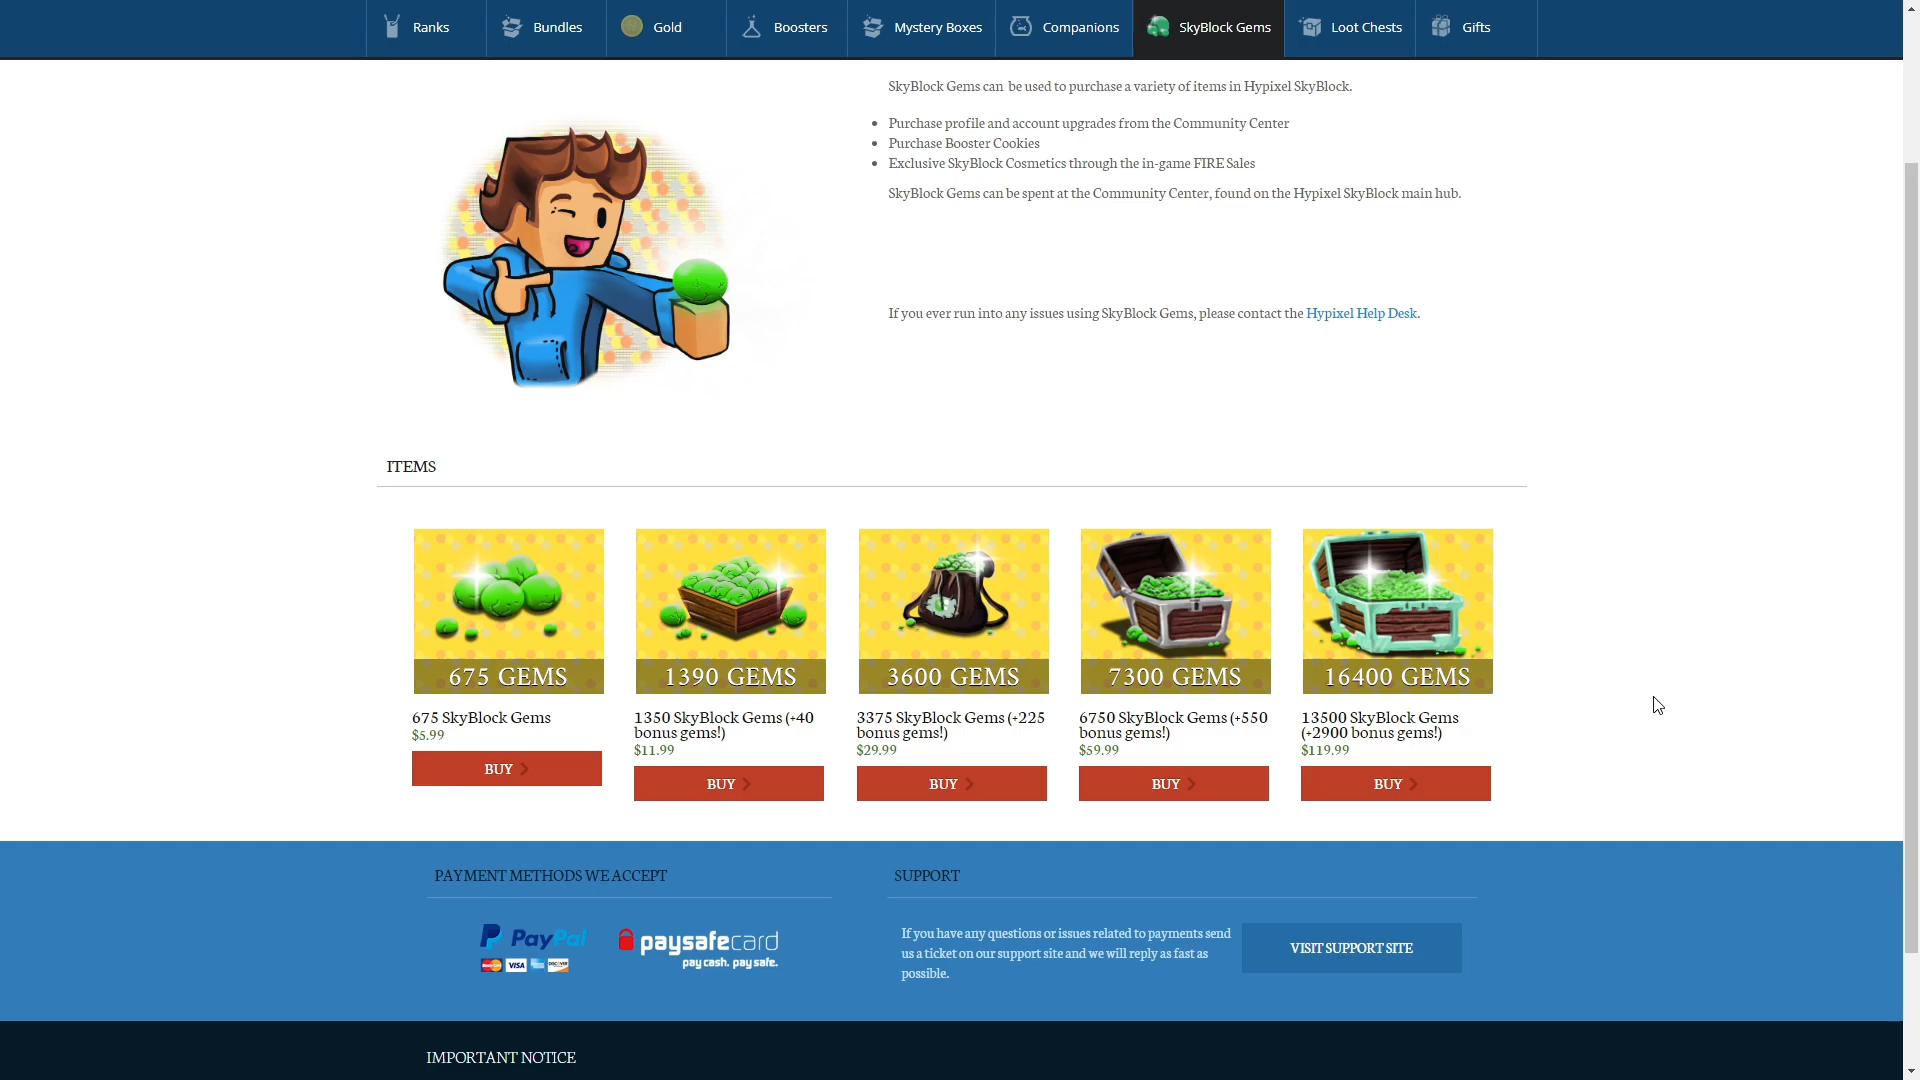 Ranks
Bundles
Gold
Boosters
Mystery Boxes
Companions
SkyBlock Gems
Loot Chests
Gifts
SkyBlock Gems can be used to purchase a variety of items in Hypixel SkyBlock.
Purchase profile and account upgrades from the Community Center
Purchase Booster Cookies
Exclusive SkyBlock Cosmetics through the in-game FIRE Sales
SkyBlock Gems can be spent at the Community Center, found on the Hypixel SkyBlock main hub.
If you ever run into any issues using SkyBlock Gems, please contact the Hypixel Help Desk.
ITEMS
675 GEMS
675 SkyBlock Gems
$5.99
BUY
1390 GEMS
1350 SkyBlock Gems (+40
bonus gems!)
$11.99
BUY
3600 GEMS
3375 SkyBlock Gems (+225
bonus gems!)
$29.99
BUY
7300 GEMS
6750 SkyBlock Gems (+550
bonus gems!)
$59.99
BUY
16400 GEMS
13500 SkyBlock Gems
(+2900 bonus gems!)
$119.99
BUY
PAYMENT METHODS WE ACCEPT
PayPal
MasterCard
VISA
DISCOVER
paysafecard
pay cash. pay safe.
SUPPORT
If you have any questions or issues related to payments send
us a ticket on our support site and we will reply as fast as
possible.
VISIT SUPPORT SITE
IMPORTANT NOTICE